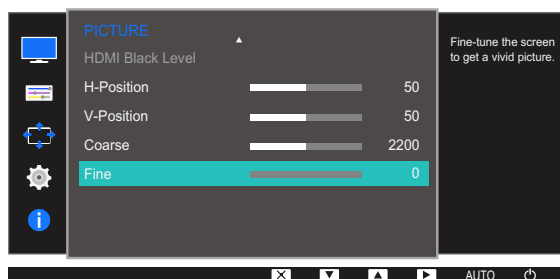 PICTURE
HDMI Black Level
H-Position 50
V-Position 50
Coarse 2200
Fine 0
Fine-tune the screen
to get a vivid picture.
AUTO